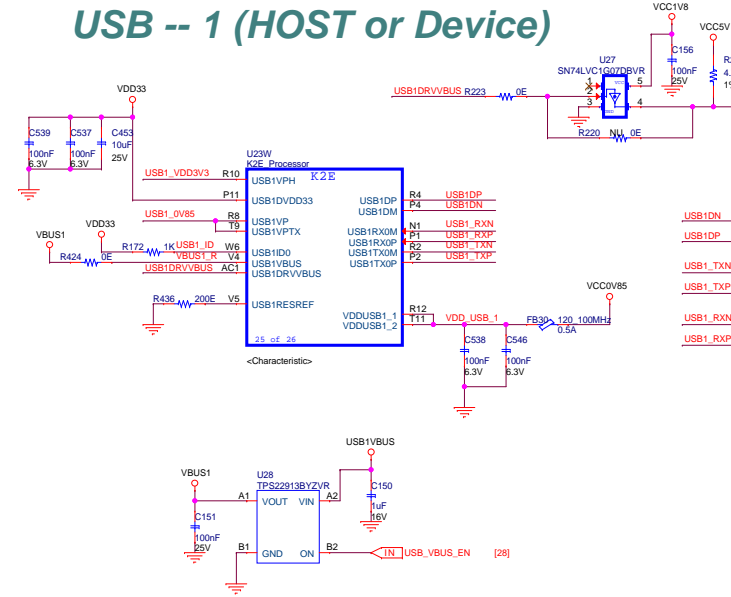 USB -- 1 (HOST or Device)
VCC1V8
VCC5V
U27
SN74LVC1G07DBVR
C156
100nF
25V
1
2
3
5
4
VCC
USB1DRVVBUS R223 0E
R220 NU 0E
VDD33
C539
100nF
6.3V
C537
100nF
6.3V
C453
10uF
25V
U23W
K2E_Processor
K2E
USB1_VDD3V3 R10 USB1VPH
P11 USB1DVDD33
USB1_0V85 R8 USB1VP
T9 USB1VPTX
VBUS1
VDD33
R172 1K USB1_ID W6 USB1ID0
R424 0E VBUS1_R V4 USB1VBUS
USB1DRVVBUS AC1 USB1DRVVBUS
R436 200E V5 USB1RESREF
USB1DP R4 USB1DP
USB1DM P4 USB1DN
USB1RX0M N1 USB1_RXN
USB1RX0P P1 USB1_RXP
USB1TX0M R2 USB1_TXN
USB1TX0P P2 USB1_TXP
VDDUSB1_1 R12
VDDUSB1_2 T11 VDD_USB_1
25 of 26
<Characteristic>
C538
100nF
6.3V
C546
100nF
6.3V
FB30 120_100MHz
0.5A
VCC0V85
USB1DN
USB1DP
USB1_TXN
USB1_TXP
USB1_RXN
USB1_RXP
USB1VBUS
VBUS1
U28
TPS22913BYZVR
A1 VOUT VIN A2
B1 GND ON B2
C150
1uF
16V
C151
100nF
25V
IN USB_VBUS_EN [28]